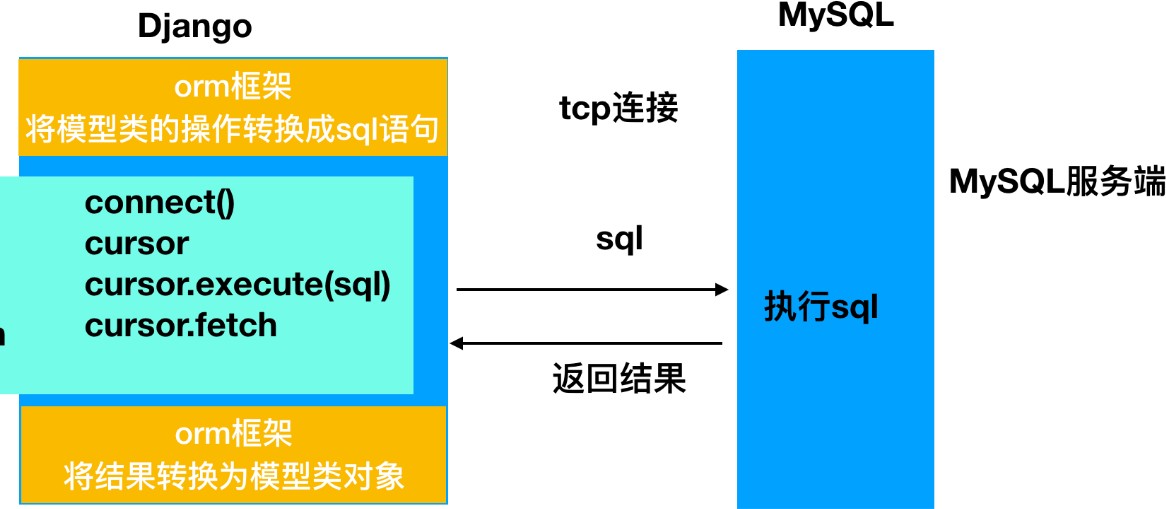 Django
MySQL
orm框架
将模型类的操作转换成sql语句
tcp连接
MySQL服务端
connect()
cursor
cursor.execute(sql)
cursor.fetch
sql
执行sql
返回结果
orm框架
将结果转换为模型类对象